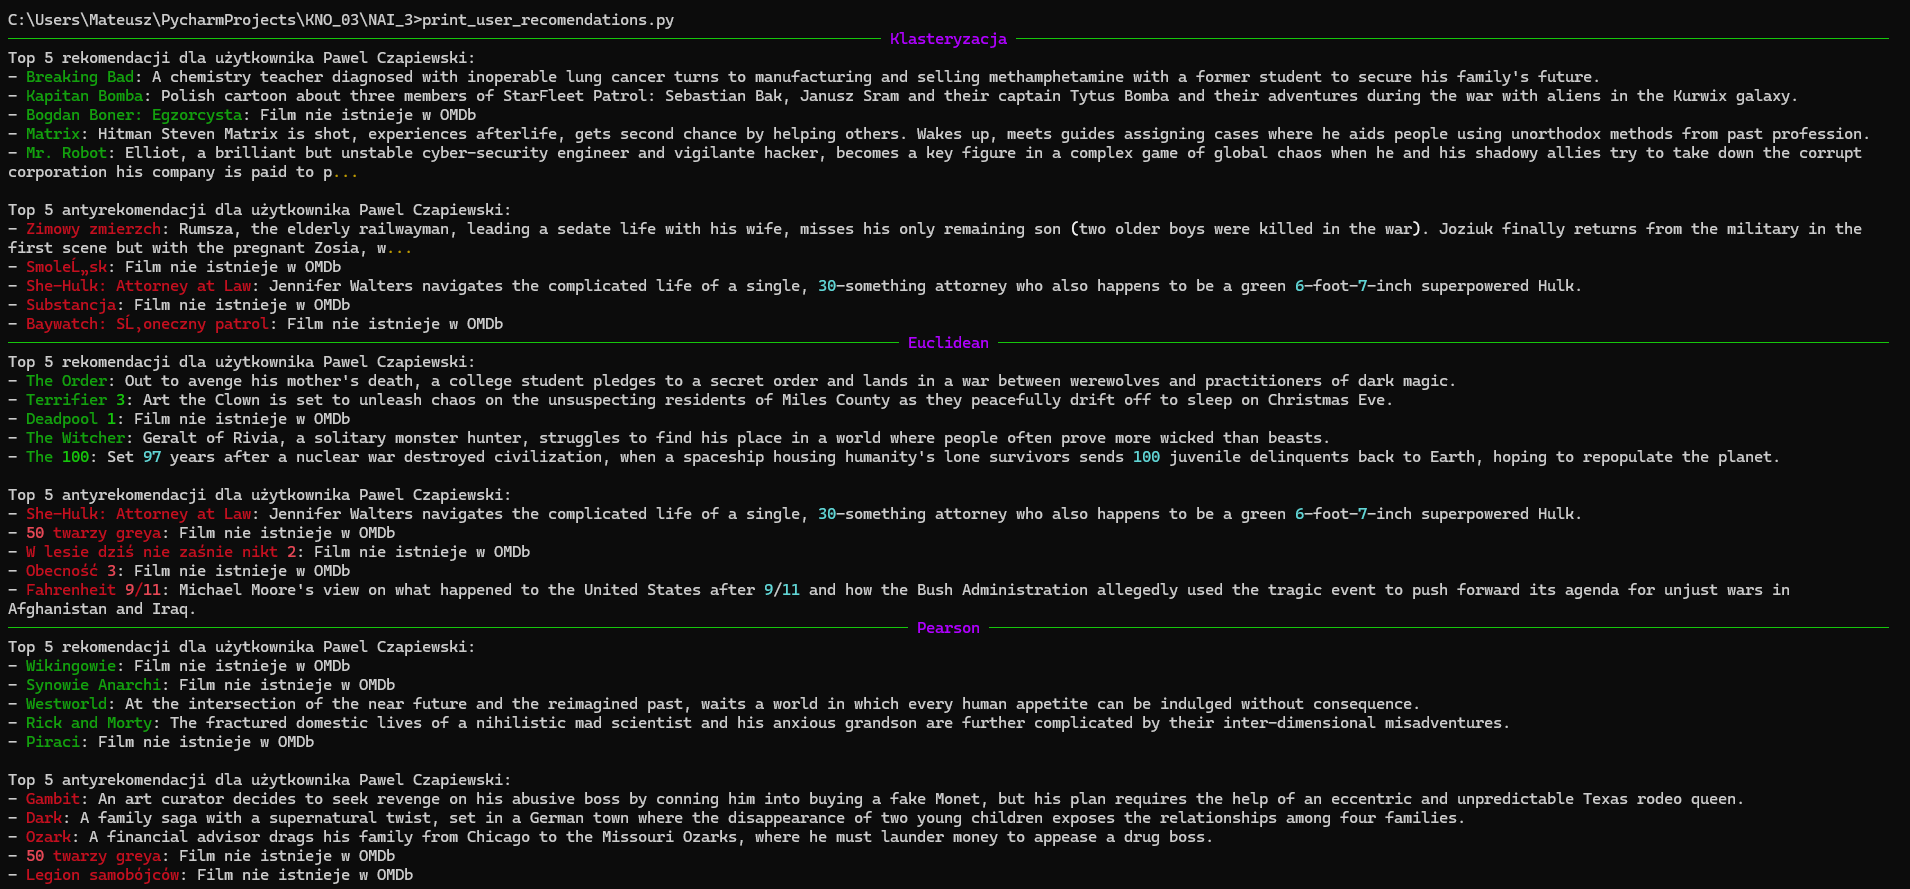 C:\Users\Mateusz\PycharmProjects\KNO_03\NAI_3>print_user_recomendations.py
Klasteryzacja
Top 5 rekomendacji dla użytkownika Pawel Czapiewski:
- Breaking Bad: A chemistry teacher diagnosed with inoperable lung cancer turns to manufacturing and selling methamphetamine with a former student to secure his family's future.
- Kapitan Bomba: Polish cartoon about three members of StarFleet Patrol: Sebastian Bak, Janusz Sram and their captain Tytus Bomba and their adventures during the war with aliens in the Kurwix galaxy.
- Bogdan Boner: Egzorcysta: Film nie istnieje w OMDb
- Matrix: Hitman Steven Matrix is shot, experiences afterlife, gets second chance by helping others. Wakes up, meets guides assigning cases where he aids people using unorthodox methods from past profession.
- Mr. Robot: Elliot, a brilliant but unstable cyber-security engineer and vigilante hacker, becomes a key figure in a complex game of global chaos when he and his shadowy allies try to take down the corrupt
corporation his company is paid to p...
Top 5 antyrekomendacji dla użytkownika Pawel Czapiewski:
- Zimowy zmierzch: Rumsza, the elderly railwayman, leading a sedate life with his wife, misses his only remaining son (two older boys were killed in the war). Joziuk finally returns from the military in the
first scene but with the pregnant Zosia, w...
- SmoleĹ„sk: Film nie istnieje w OMDb
- She-Hulk: Attorney at Law: Jennifer Walters navigates the complicated life of a single, 30-something attorney who also happens to be a green 6-foot-7-inch superpowered Hulk.
- Substancja: Film nie istnieje w OMDb
- Baywatch: SĹ‚oneczny patrol: Film nie istnieje w OMDb
Euclidean
Top 5 rekomendacji dla użytkownika Pawel Czapiewski:
- The Order: Out to avenge his mother's death, a college student pledges to a secret order and lands in a war between werewolves and practitioners of dark magic.
- Terrifier 3: Art the Clown is set to unleash chaos on the unsuspecting residents of Miles County as they peacefully drift off to sleep on Christmas Eve.
- Deadpool 1: Film nie istnieje w OMDb
- The Witcher: Geralt of Rivia, a solitary monster hunter, struggles to find his place in a world where people often prove more wicked than beasts.
- The 100: Set 97 years after a nuclear war destroyed civilization, when a spaceship housing humanity's lone survivors sends 100 juvenile delinquents back to Earth, hoping to repopulate the planet.
Top 5 antyrekomendacji dla użytkownika Pawel Czapiewski:
- She-Hulk: Attorney at Law: Jennifer Walters navigates the complicated life of a single, 30-something attorney who also happens to be a green 6-foot-7-inch superpowered Hulk.
- 50 twarzy greya: Film nie istnieje w OMDb
- W lesie dziś nie zaśnie nikt 2: Film nie istnieje w OMDb
- Obecność 3: Film nie istnieje w OMDb
- Fahrenheit 9/11: Michael Moore's view on what happened to the United States after 9/11 and how the Bush Administration allegedly used the tragic event to push forward its agenda for unjust wars in
Afghanistan and Iraq.
Pearson
Top 5 rekomendacji dla użytkownika Pawel Czapiewski:
- Wikingowie: Film nie istnieje w OMDb
- Synowie Anarchi: Film nie istnieje w OMDb
- Westworld: At the intersection of the near future and the reimagined past, waits a world in which every human appetite can be indulged without consequence.
- Rick and Morty: The fractured domestic lives of a nihilistic mad scientist and his anxious grandson are further complicated by their inter-dimensional misadventures.
- Piraci: Film nie istnieje w OMDb
Top 5 antyrekomendacji dla użytkownika Pawel Czapiewski:
- Gambit: An art curator decides to seek revenge on his abusive boss by conning him into buying a fake Monet, but his plan requires the help of an eccentric and unpredictable Texas rodeo queen.
- Dark: A family saga with a supernatural twist, set in a German town where the disappearance of two young children exposes the relationships among four families.
- Ozark: A financial advisor drags his family from Chicago to the Missouri Ozarks, where he must launder money to appease a drug boss.
- 50 twarzy greya: Film nie istnieje w OMDb
- Legion samobójców: Film nie istnieje w OMDb